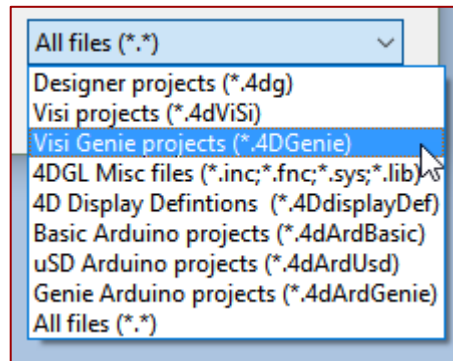 All files (*.*)
Designer projects (*.4dg)
Visi projects (*.4dViSi)
Visi Genie projects (*.4DGenie)
4DGL Misc files (*.inc;*.fnc;*.sys;*.lib)
4D Display Defintions (*.4DdisplayDef)
Basic Arduino projects (*.4dArdBasic)
uSD Arduino projects (*.4dArdUsd)
Genie Arduino projects (*.4dArdGenie)
All files (*.*)